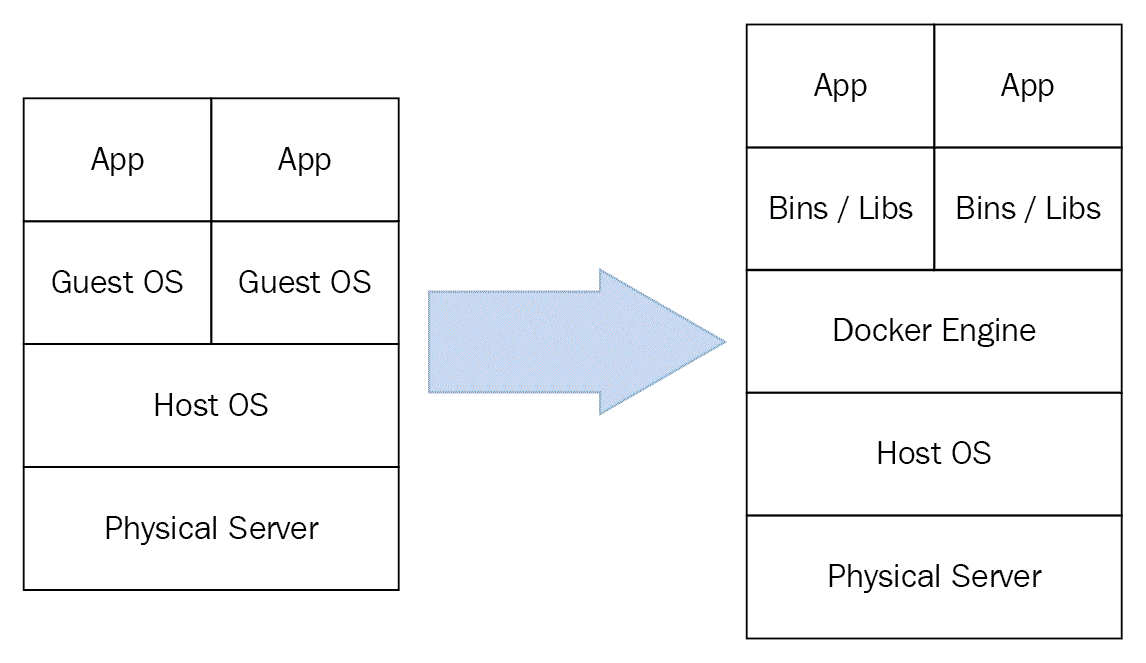 App
App
Guest OS
Guest OS
Host OS
Physical Server
App
App
Bins / Libs
Bins / Libs
Docker Engine
Host OS
Physical Server